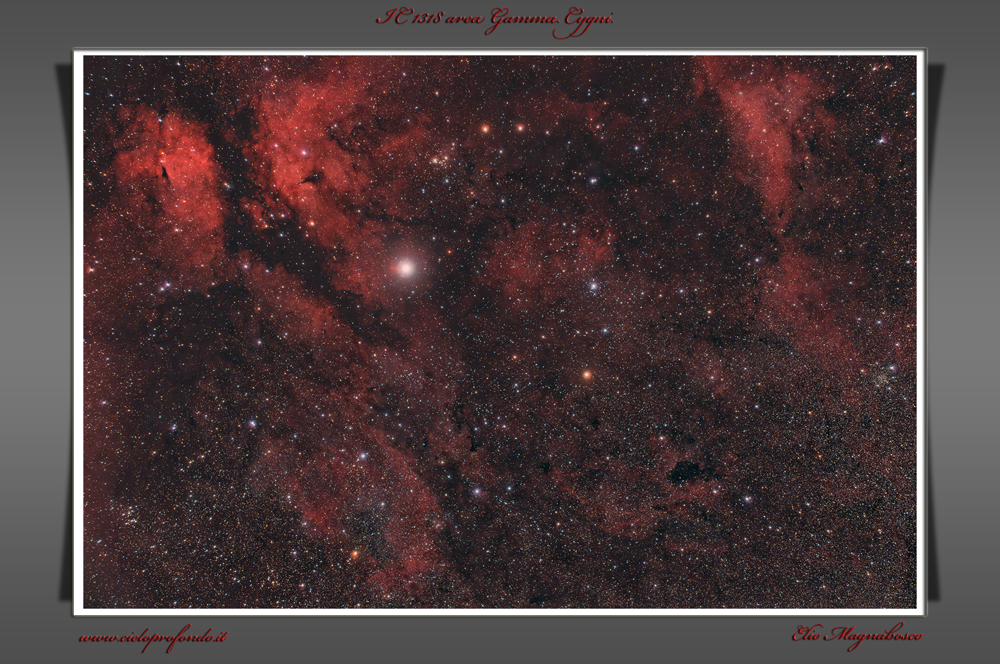 IC 1318 area Gamma Cygni.
www.cieloprofondo.it
Elio Magnabosco